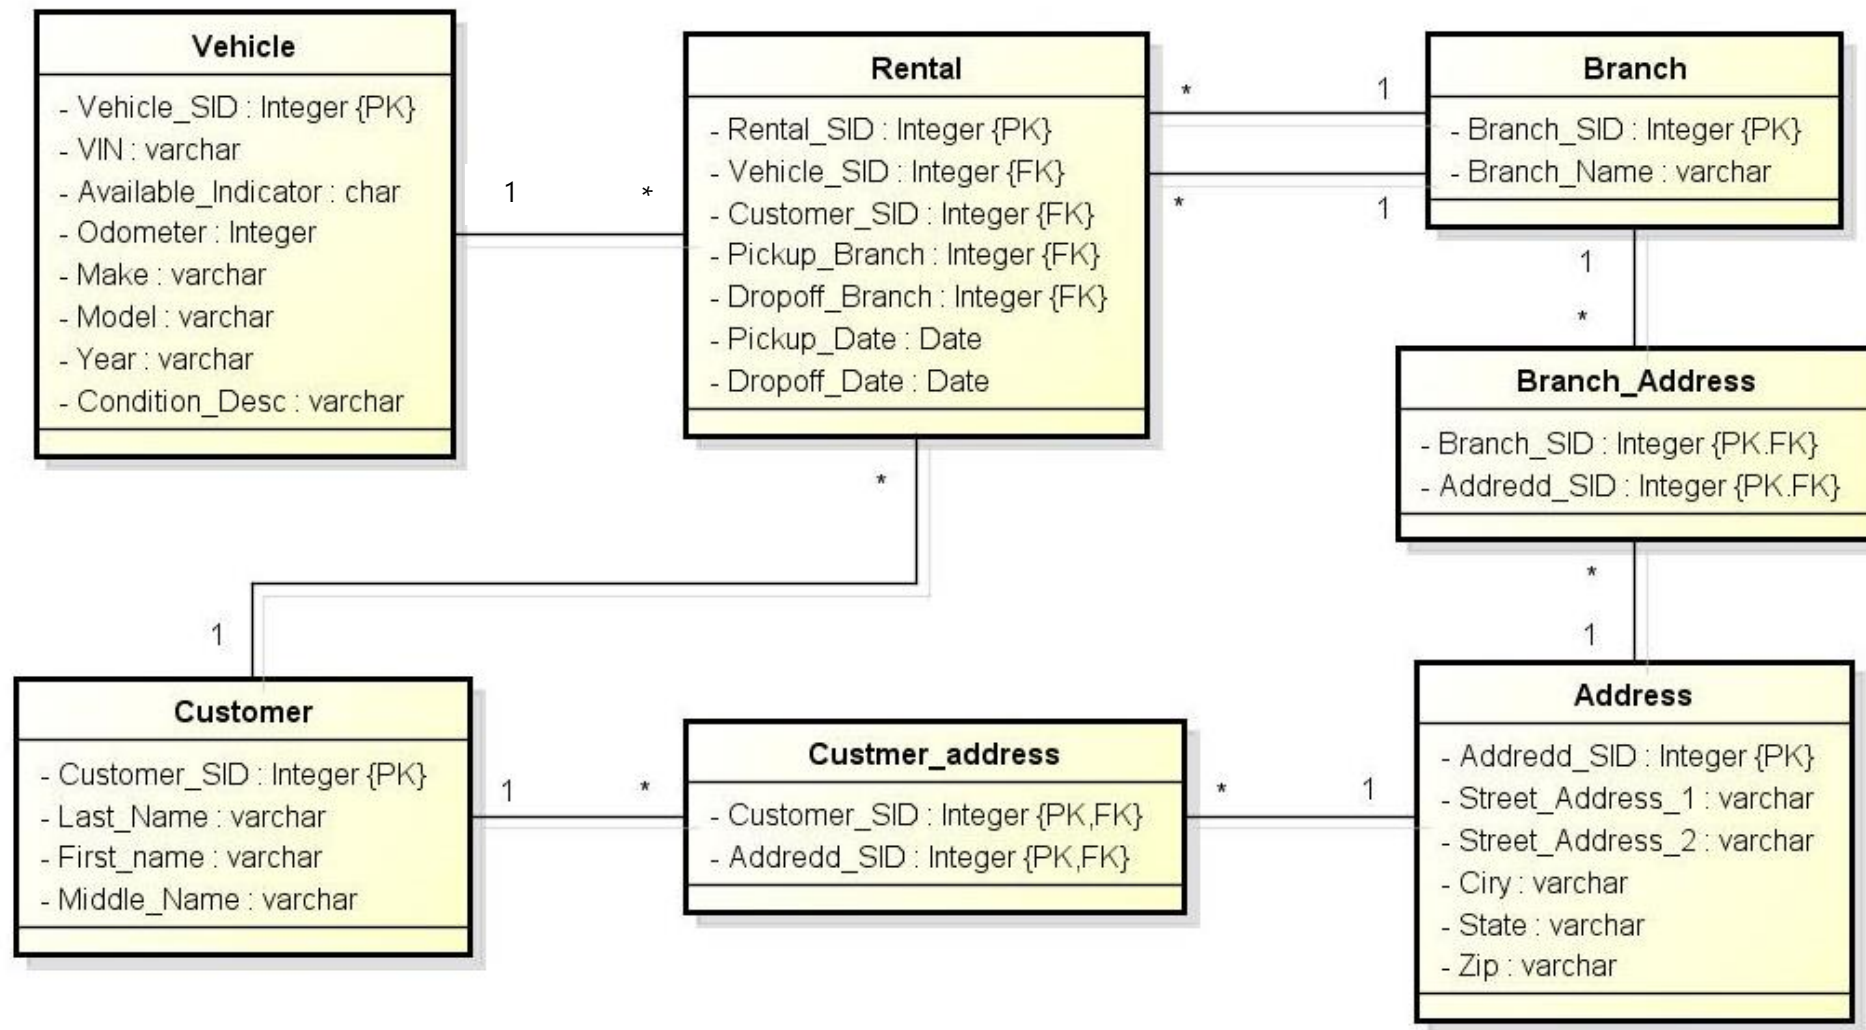 Vehicle
- Vehicle_SID : Integer {PK}
- VIN : varchar
- Available_Indicator : char
- Odometer : Integer
- Make : varchar
- Model : varchar
- Year : varchar
- Condition_Desc : varchar
1
*
Rental
- Rental_SID : Integer {PK}
- Vehicle_SID : Integer {FK}
- Customer_SID : Integer {FK}
- Pickup_Branch : Integer {FK}
- Dropoff_Branch : Integer {FK}
- Pickup_Date : Date
- Dropoff_Date : Date
*
1
*
1
Branch
- Branch_SID : Integer {PK}
- Branch_Name : varchar
1
*
Branch_Address
- Branch_SID : Integer {PK.FK}
- Addredd_SID : Integer {PK.FK}
*
1
*
1
Customer
- Customer_SID : Integer {PK}
- Last_Name : varchar
- First_name : varchar
- Middle_Name : varchar
1
*
Custmer_address
- Customer_SID : Integer {PK,FK}
- Addredd_SID : Integer {PK,FK}
*
1
Address
- Addredd_SID : Integer {PK}
- Street_Address_1 : varchar
- Street_Address_2 : varchar
- Ciry : varchar
- State : varchar
- Zip : varchar